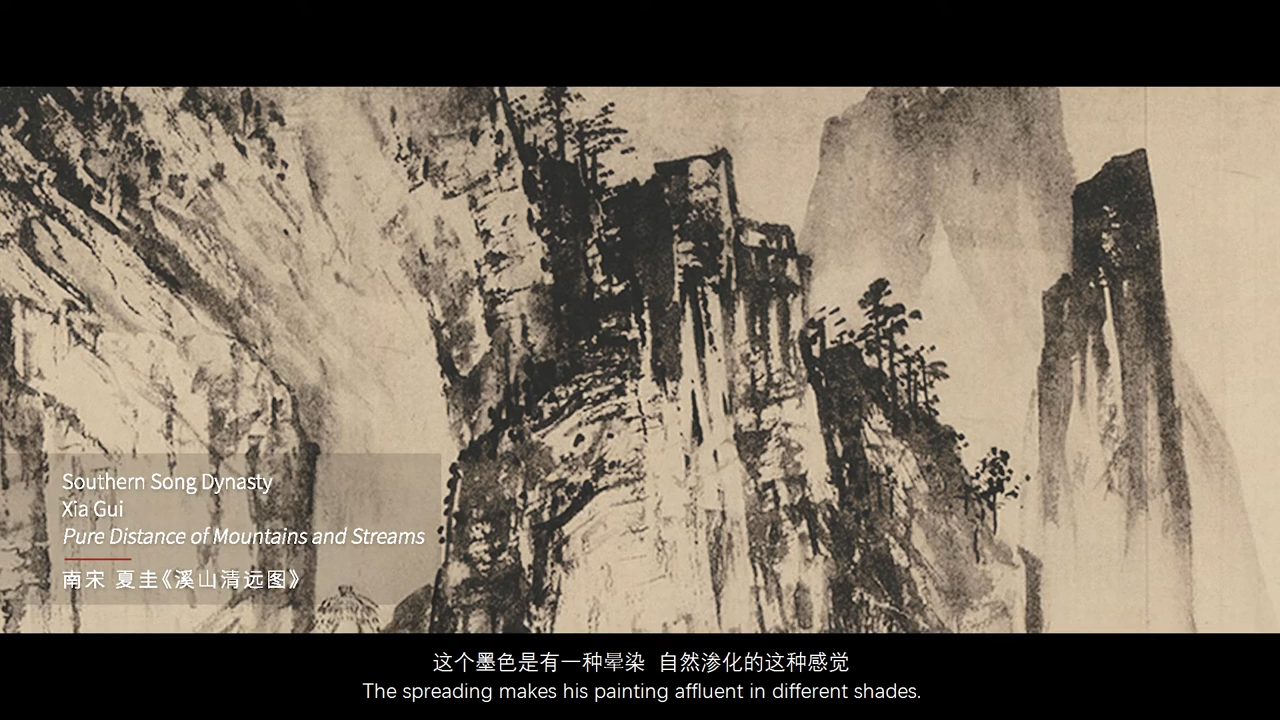 Southern Song Dynasty
Xia Gui
Pure Distance of Mountains and Streams
南宋 夏圭《溪山清远图》
这个墨色是有一种晕染 自然渗化的这种感觉
The spreading makes his painting affluent in different shades.